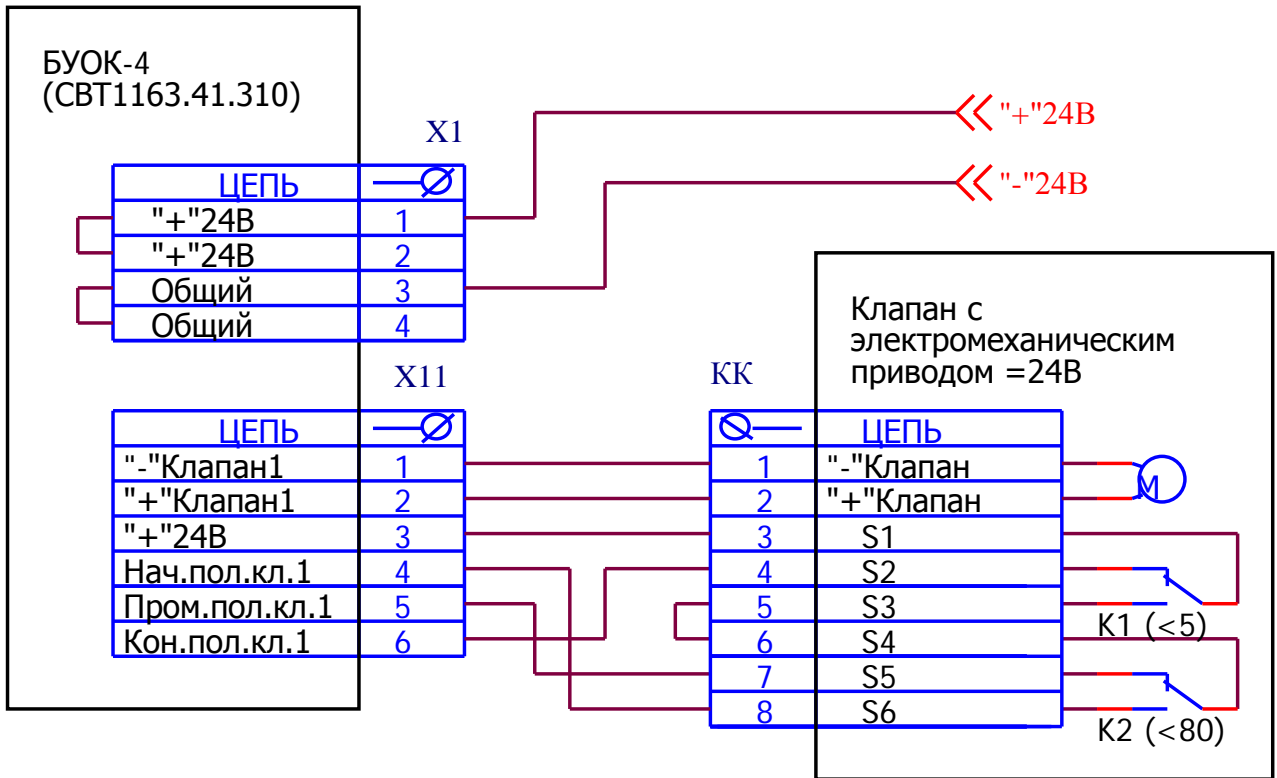 БУОК-4
(СВТ1163.41.310)
X1
"+"24В
"-"24В
ЦЕПЬ
"+"24В 1
"+"24В 2
Общий 3
Общий 4
Клапан с
электромеханическим
приводом =24В
X11
КК
ЦЕПЬ
"-"Клапан1 1
"+"Клапан1 2
"+"24В 3
Нач.пол.кл.1 4
Пром.пол.кл.1 5
Кон.пол.кл.1 6
ЦЕПЬ
1 "-"Клапан
2 "+"Клапан
3 S1
4 S2
5 S3
6 S4
7 S5
8 S6
М
К1 (<5)
К2 (<80)